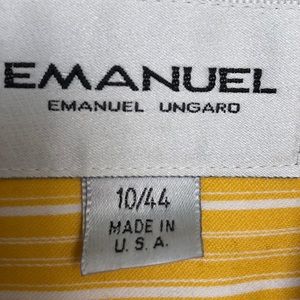 EMANUEL
EMANUEL UNGARO
10/44
MADE IN
U.S.A.